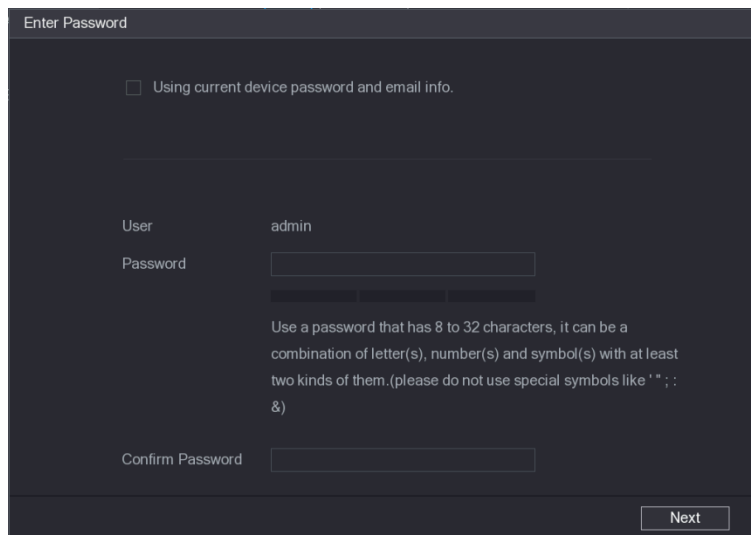 Enter Password
Using current device password and email info.
User admin
Password
Use a password that has 8 to 32 characters, it can be a
combination of letter(s), number(s) and symbol(s) with at least
two kinds of them.(please do not use special symbols like ' " ; :
&)
Confirm Password
Next